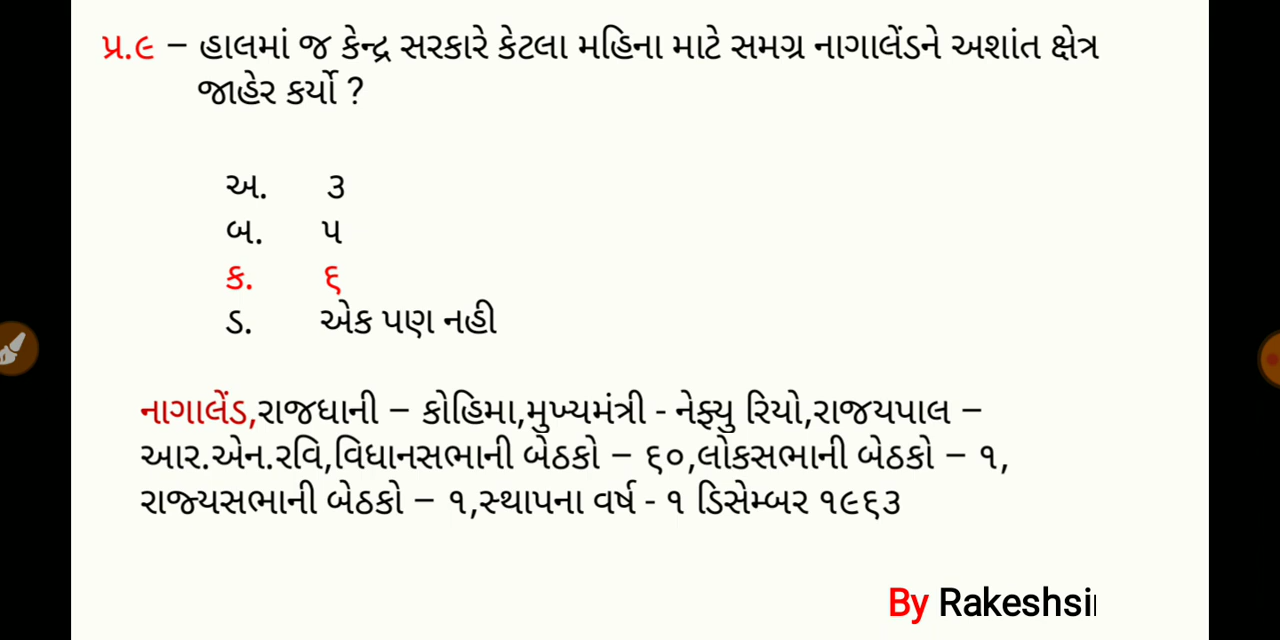 પ્ર.૯ – હાલમાં જ કેન્દ્ર સરકારે કેટલા મહિના માટે સમગ્ર નાગાલેંડને અશાંત ક્ષેત્ર
જાહેર કર્યો ?
અ. ૩
બ. ૫
ક. ૬
ડ. એક પણ નહી
નાગાલેંડ,રાજધાની – કોહિમા,મુખ્યમંત્રી - નેફ્યુ રિયો,રાજયપાલ –
આર.એન.રવિ,વિધાનસભાની બેઠકો – ૬૦,લોકસભાની બેઠકો – ૧,
રાજ્યસભાની બેઠકો – ૧,સ્થાપના વર્ષ - ૧ ડિસેમ્બર ૧૯૬૩
By Rakeshsi